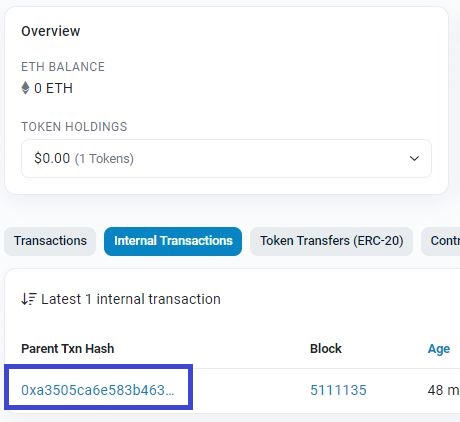 Overview
ETH BALANCE
0 ETH
TOKEN HOLDINGS
$0.00 (1 Tokens)
Transactions Internal Transactions Token Transfers (ERC-20) Contr
Latest 1 internal transaction
Parent Txn Hash Block Age
0xa3505ca6e583b463... 5111135 48 m